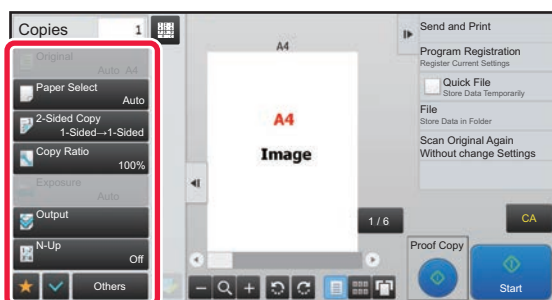 Copies 1
Original
Auto A4
Paper Select
Auto
2-Sided Copy
1-Sided→1-Sided
Copy Ratio
100%
Exposure
Auto
Output
N-Up
Off
Others
A4
A4
Image
1 / 6
Send and Print
Program Registration
Register Current Settings
Quick File
Store Data Temporarily
File
Store Data in Folder
Scan Original Again
Without change Settings
CA
Proof Copy
Start